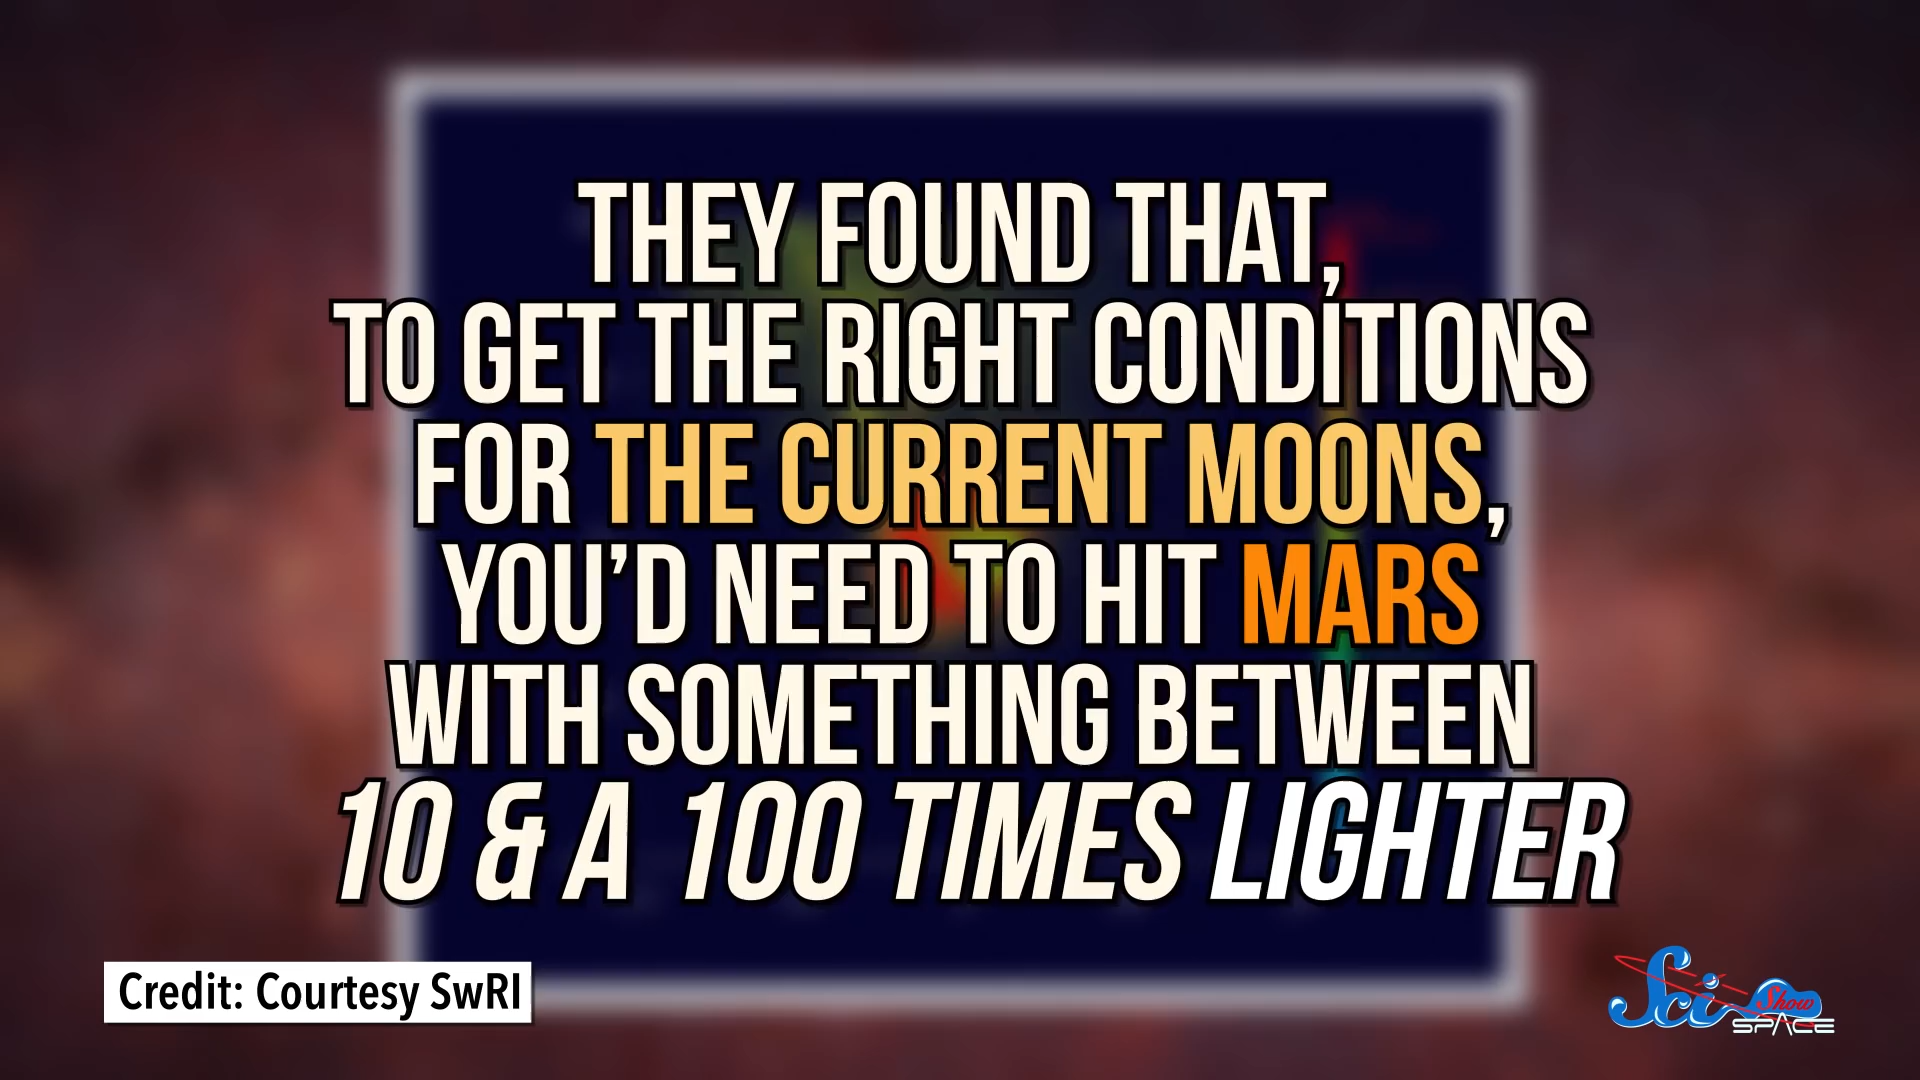 THEY FOUND THAT,
TO GET THE RIGHT CONDITIONS
FOR THE CURRENT MOONS,
YOU'D NEED TO HIT MARS
WITH SOMETHING BETWEEN
10 & A 100 TIMES LIGHTER
Credit: Courtesy SwRI
Sci Show
SPACE